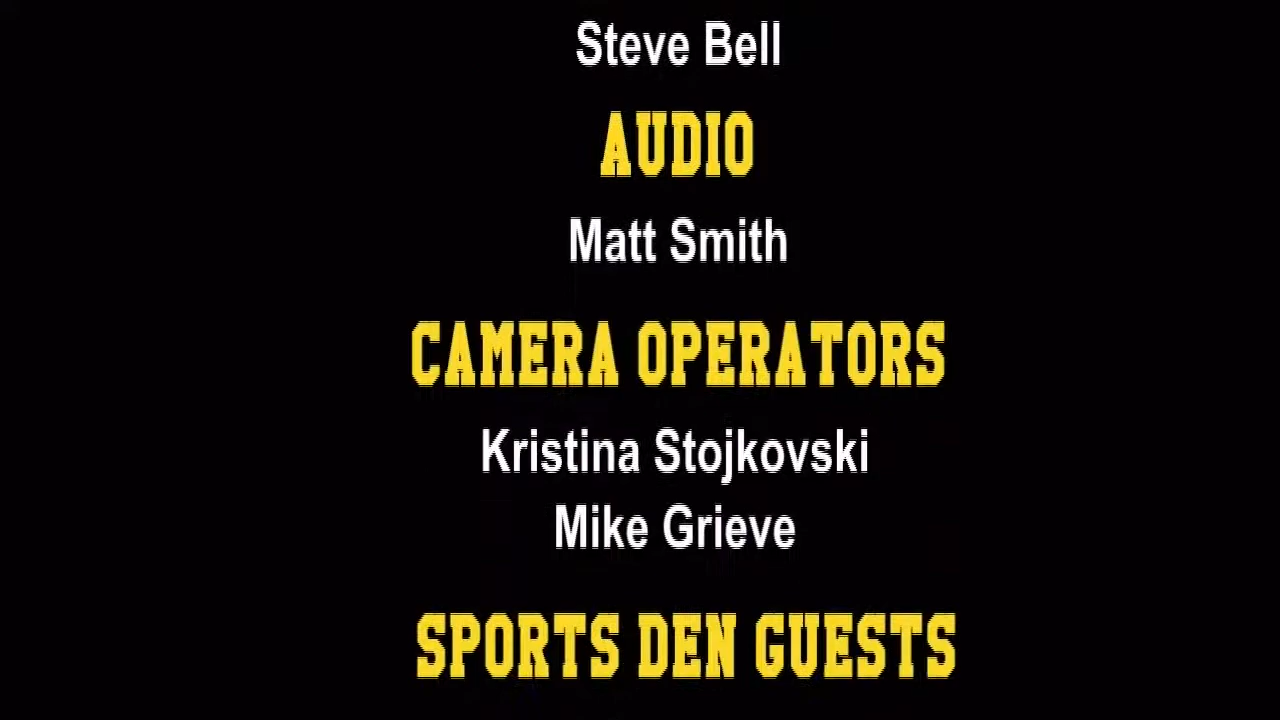 Steve Bell
AUDIO
Matt Smith
CAMERA OPERATORS
Kristina Stojkovski
Mike Grieve
SPORTS DEN GUESTS